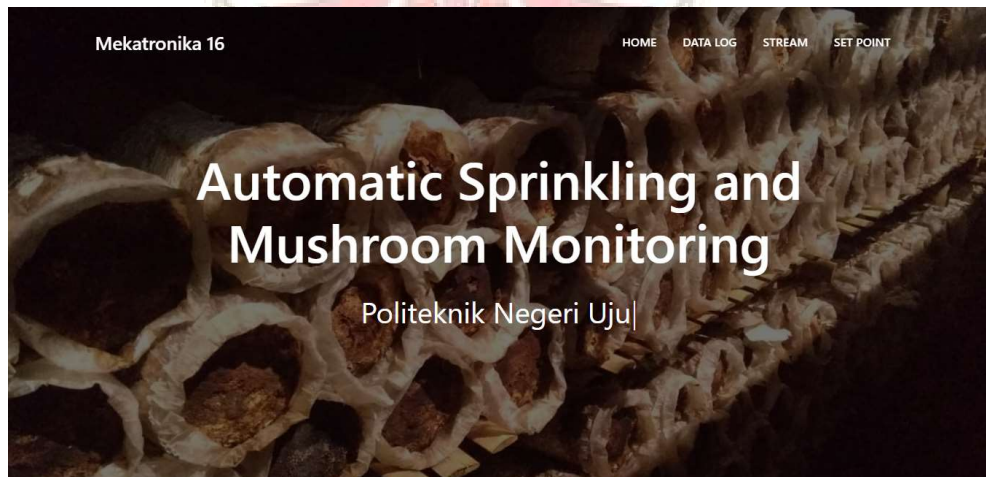 Mekatronika 16
HOME DATA LOG STREAM SET POINT
Automatic Sprinkling and
Mushroom Monitoring
Politeknik Negeri Uju